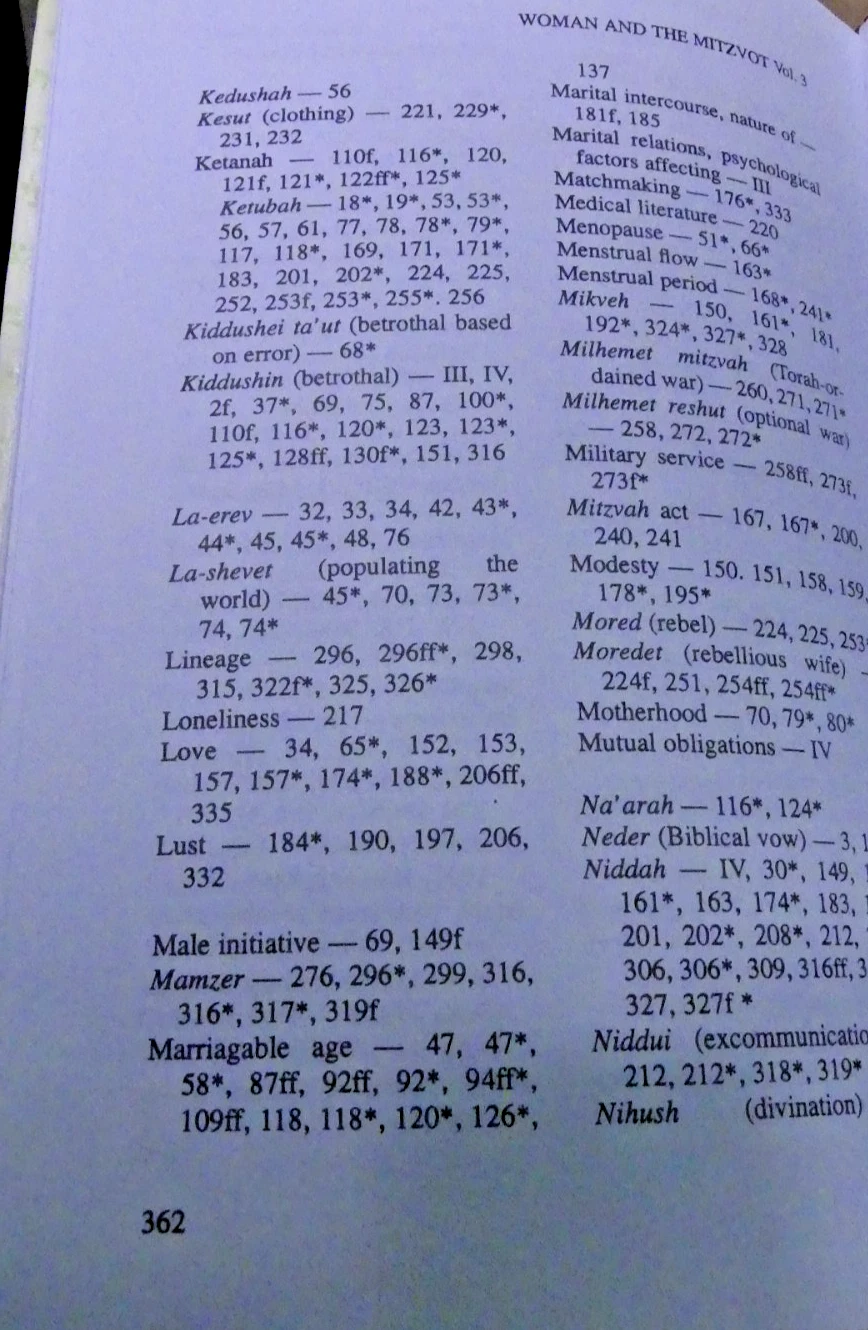 WOMAN AND THE MITZVOT Vol. 3
Kedushah — 56
Kesut (clothing) — 221, 229*,
231, 232
Ketanah — 110f, 116*, 120,
121f, 121*, 122ff*, 125*
Ketubah — 18*, 19*, 53, 53*,
56, 57, 61, 77, 78, 78*, 79*,
117, 118*, 169, 171, 171*,
183, 201, 202*, 224, 225,
252, 253f, 253*, 255*. 256
Kiddushei ta'ut (betrothal based
on error) — 68*
Kiddushin (betrothal) — III, IV,
2f, 37*, 69, 75, 87, 100*,
110f, 116*, 120*, 123, 123*,
125*, 128ff, 130f*, 151, 316
La-erev — 32, 33, 34, 42, 43*,
44*, 45, 45*, 48, 76
La-shevet (populating the
world) — 45*, 70, 73, 73*,
74, 74*
Lineage — 296, 296ff*, 298,
315, 322f*, 325, 326*
Loneliness — 217
Love — 34, 65*, 152, 153,
157, 157*, 174*, 188*, 206ff,
335
Lust — 184*, 190, 197, 206,
332
Male initiative — 69, 149f
Mamzer — 276, 296*, 299, 316,
316*, 317*, 319f
Marriagable age — 47, 47*,
58*, 87ff, 92ff, 92*, 94ff*,
109ff, 118, 118*, 120*, 126*,
137
Marital intercourse, nature of —
181f, 185
Marital relations, psychological
factors affecting — III
Matchmaking — 176*, 333
Medical literature — 220
Menopause — 51*, 66*
Menstrual flow — 163*
Menstrual period — 168*, 241*
Mikveh — 150, 161*, 181,
192*, 324*, 327*, 328
Milhemet mitzvah (Torah-or-
dained war) — 260, 271, 271*
Milhemet reshut (optional war)
— 258, 272, 272*
Military service — 258ff, 273f,
273f*
Mitzvah act — 167, 167*, 200,
240, 241
Modesty — 150. 151, 158, 159,
178*, 195*
Mored (rebel) — 224, 225, 253
Moredet (rebellious wife) —
224f, 251, 254ff, 254ff*
Motherhood — 70, 79*, 80*
Mutual obligations — IV
Na'arah — 116*, 124*
Neder (Biblical vow) — 3,
Niddah — IV, 30*, 149,
161*, 163, 174*, 183,
201, 202*, 208*, 212,
306, 306*, 309, 316ff,
327, 327f *
Niddui (excommunicatio
212, 212*, 318*, 319*
Nihush (divination)
362